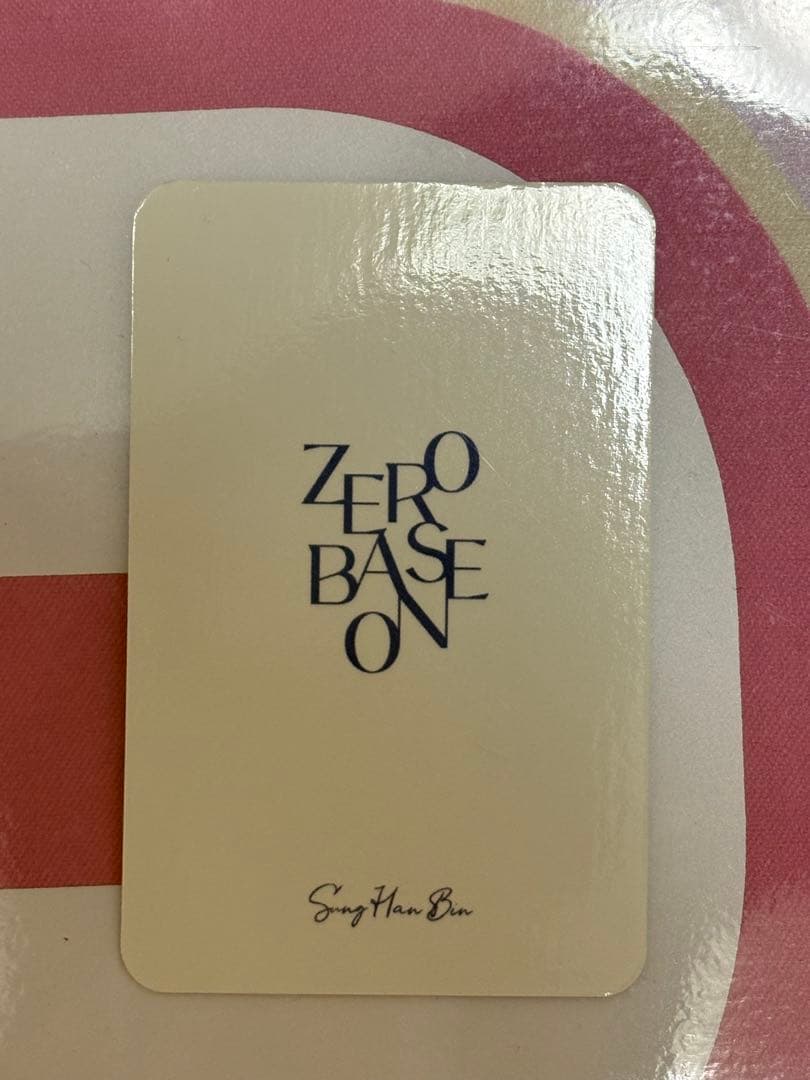 ZERO
BASE
ON
Sung Han Bin